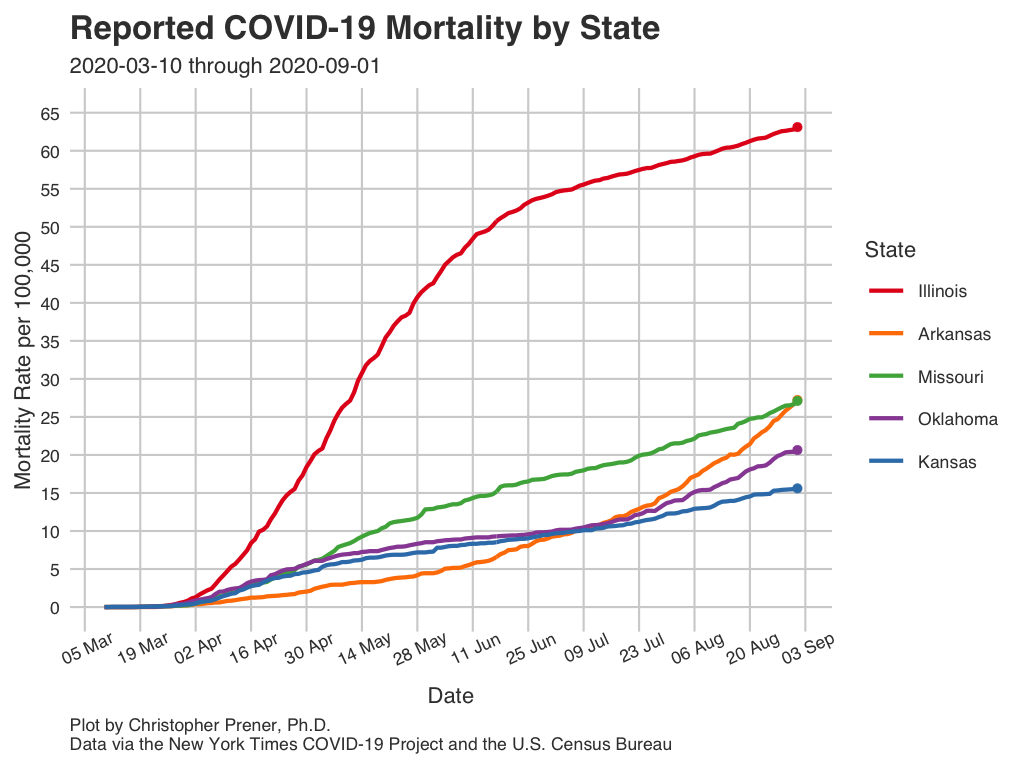 Reported COVID-19 Mortality by State
2020-03-10 through 2020-09-01
Mortality Rate per 100,000
65
60
55
50
45
40
35
30
25
20
15
10
5
0
05 Mar
19 Mar
02 Apr
16 Apr
30 Apr
14 May
28 May
11 Jun
25 Jun
09 Jul
23 Jul
06 Aug
20 Aug
03 Sep
Date
State
Illinois
Arkansas
Missouri
Oklahoma
Kansas
Plot by Christopher Prener, Ph.D.
Data via the New York Times COVID-19 Project and the U.S. Census Bureau